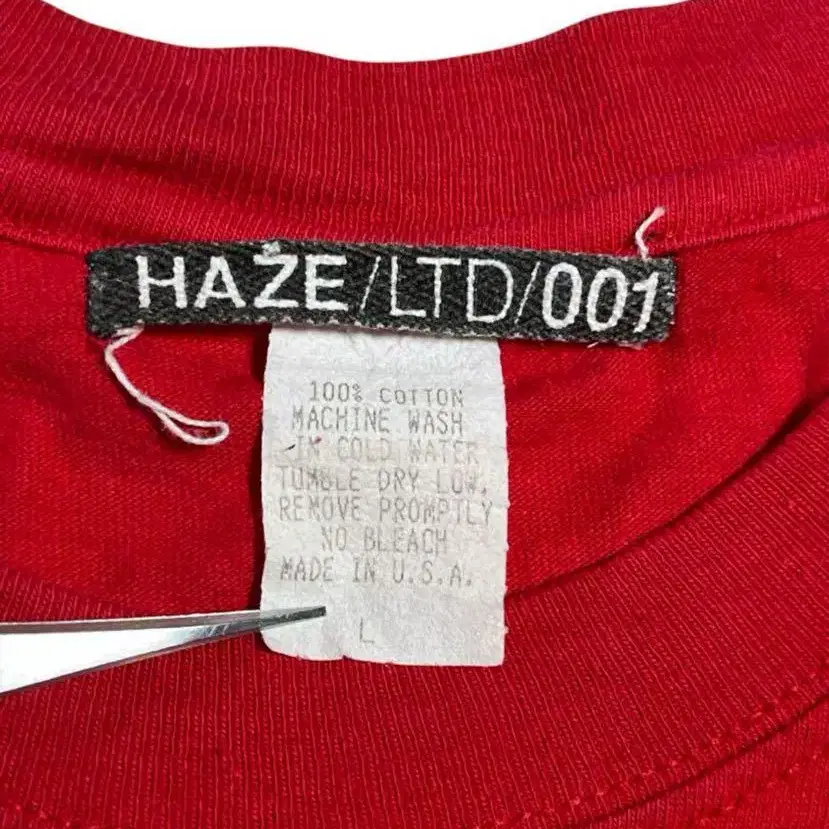 HAZE/LTD/001
100% COTTON
MACHINE WASH
IN COLD WATER
TUMBLE DRY LOW,
REMOVE PROMPTLY
NO BLEACH
MADE IN U.S.A.
L